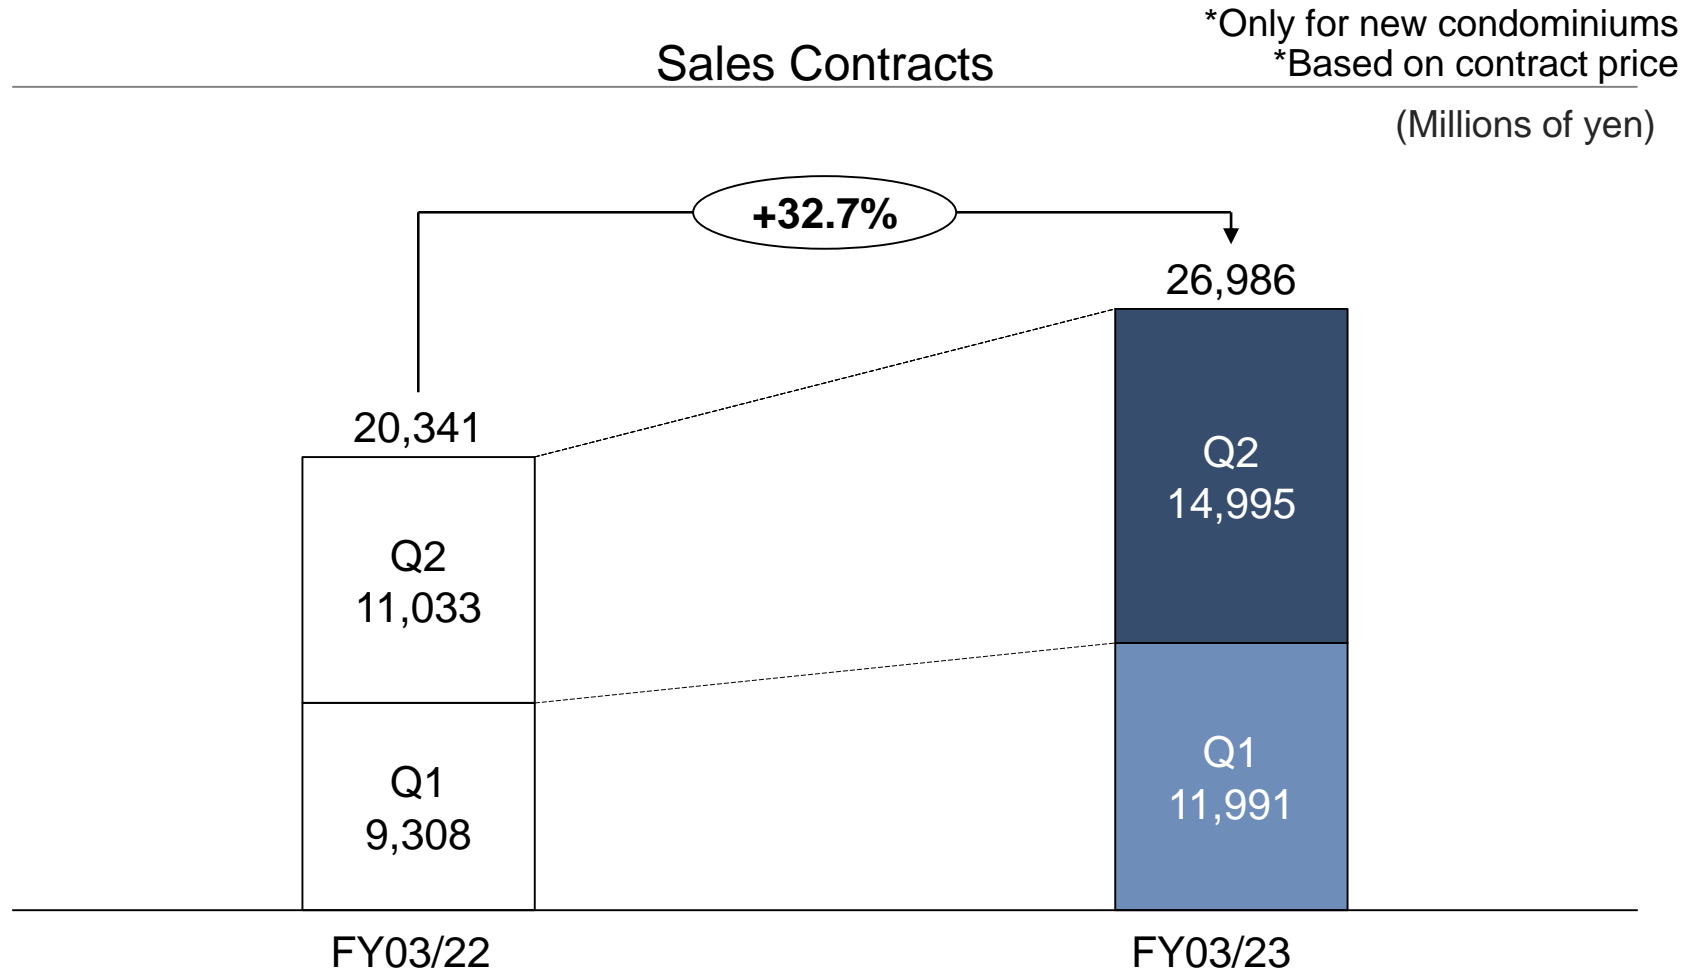 *Only for new condominiums
Sales Contracts
*Based on contract price
(Millions of yen)
+32.7%
26,986
20,341
Q2
14,995
Q2
11,033
Q1
11,991
Q1
9,308
FY03/22
FY03/23